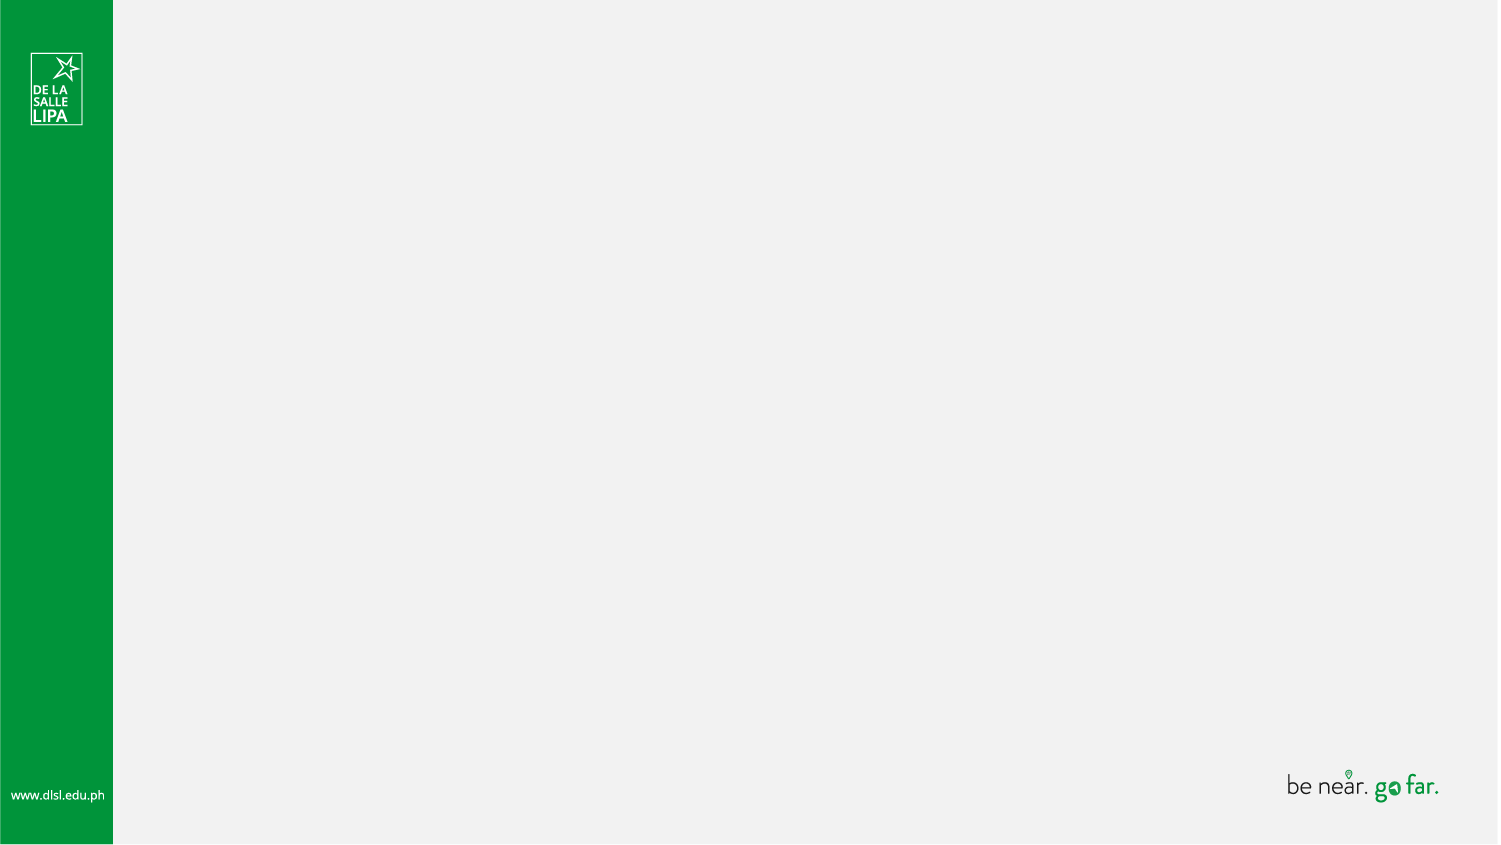 DE LA
SALLE
LIPA
www.dlsl.edu.ph
be near. go far.